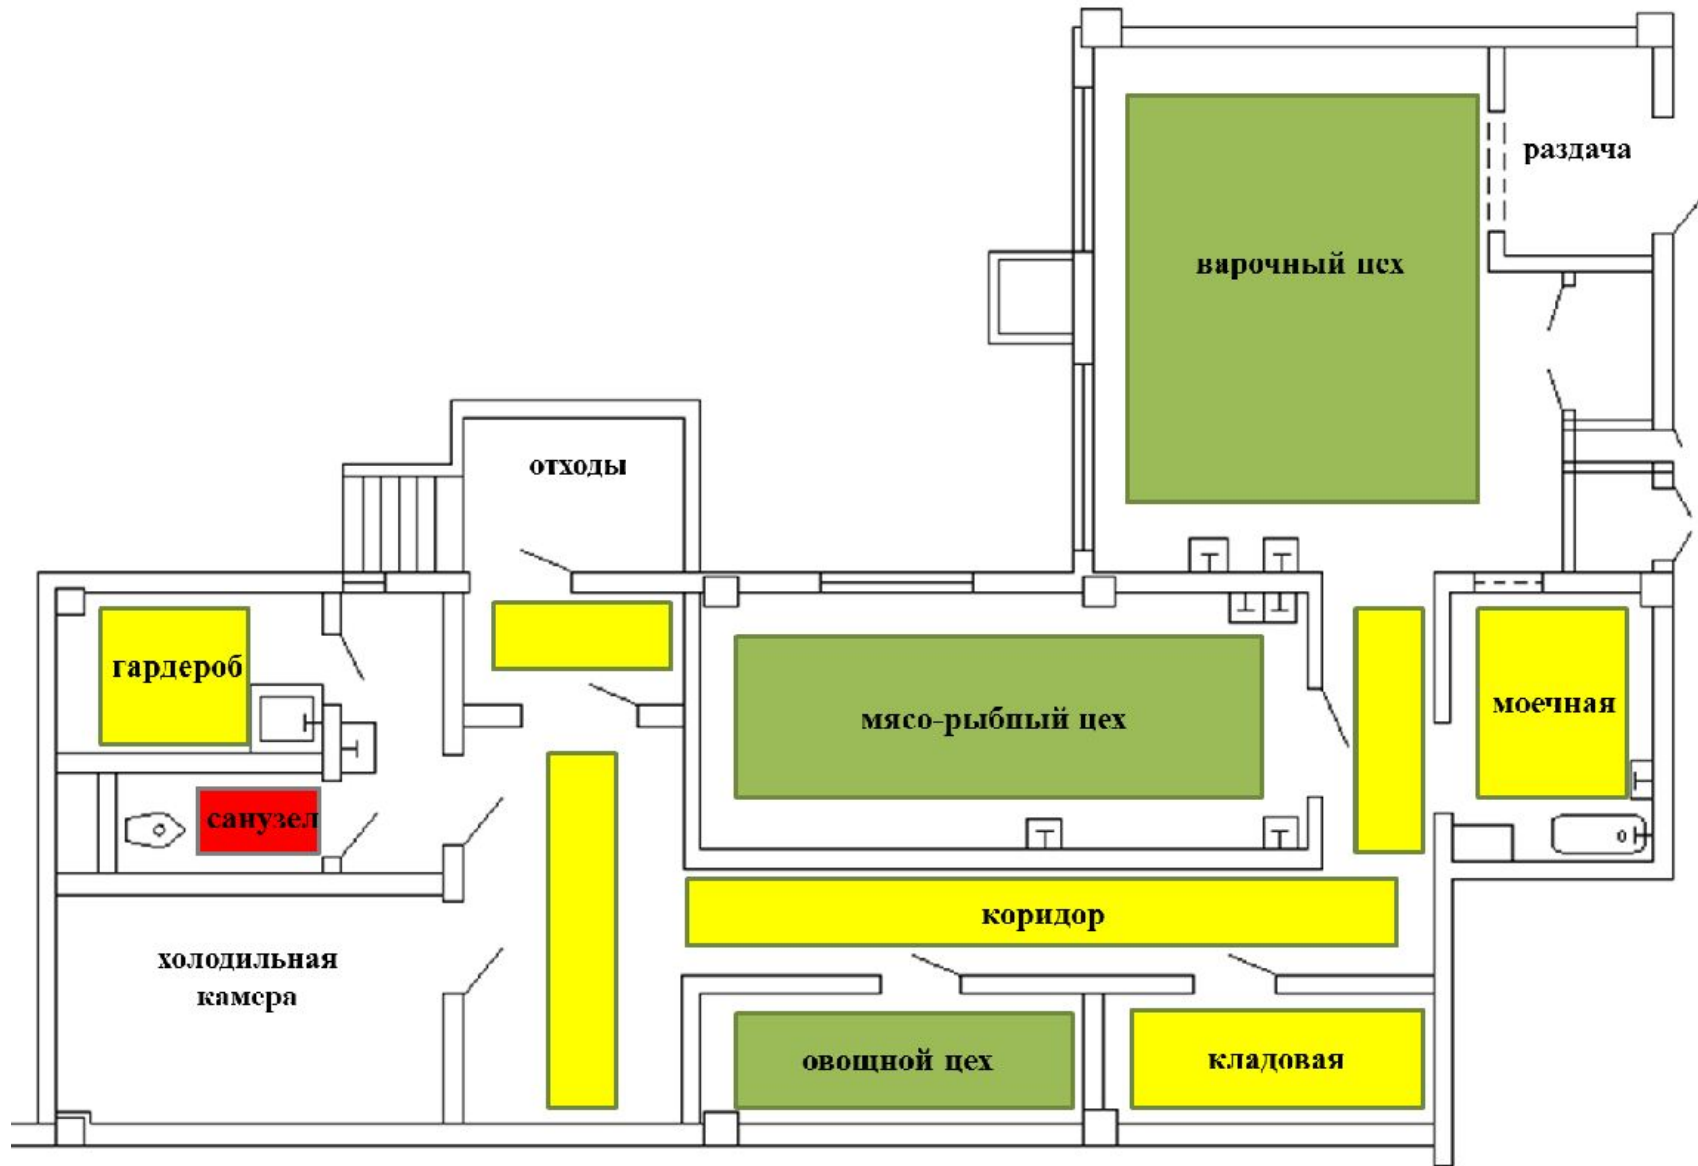 раздача
варочный цех
отходы
гардероб
мясо-рыбный цех
моечная
санузел
коридор
холодильная
камера
овощной цех
кладовая